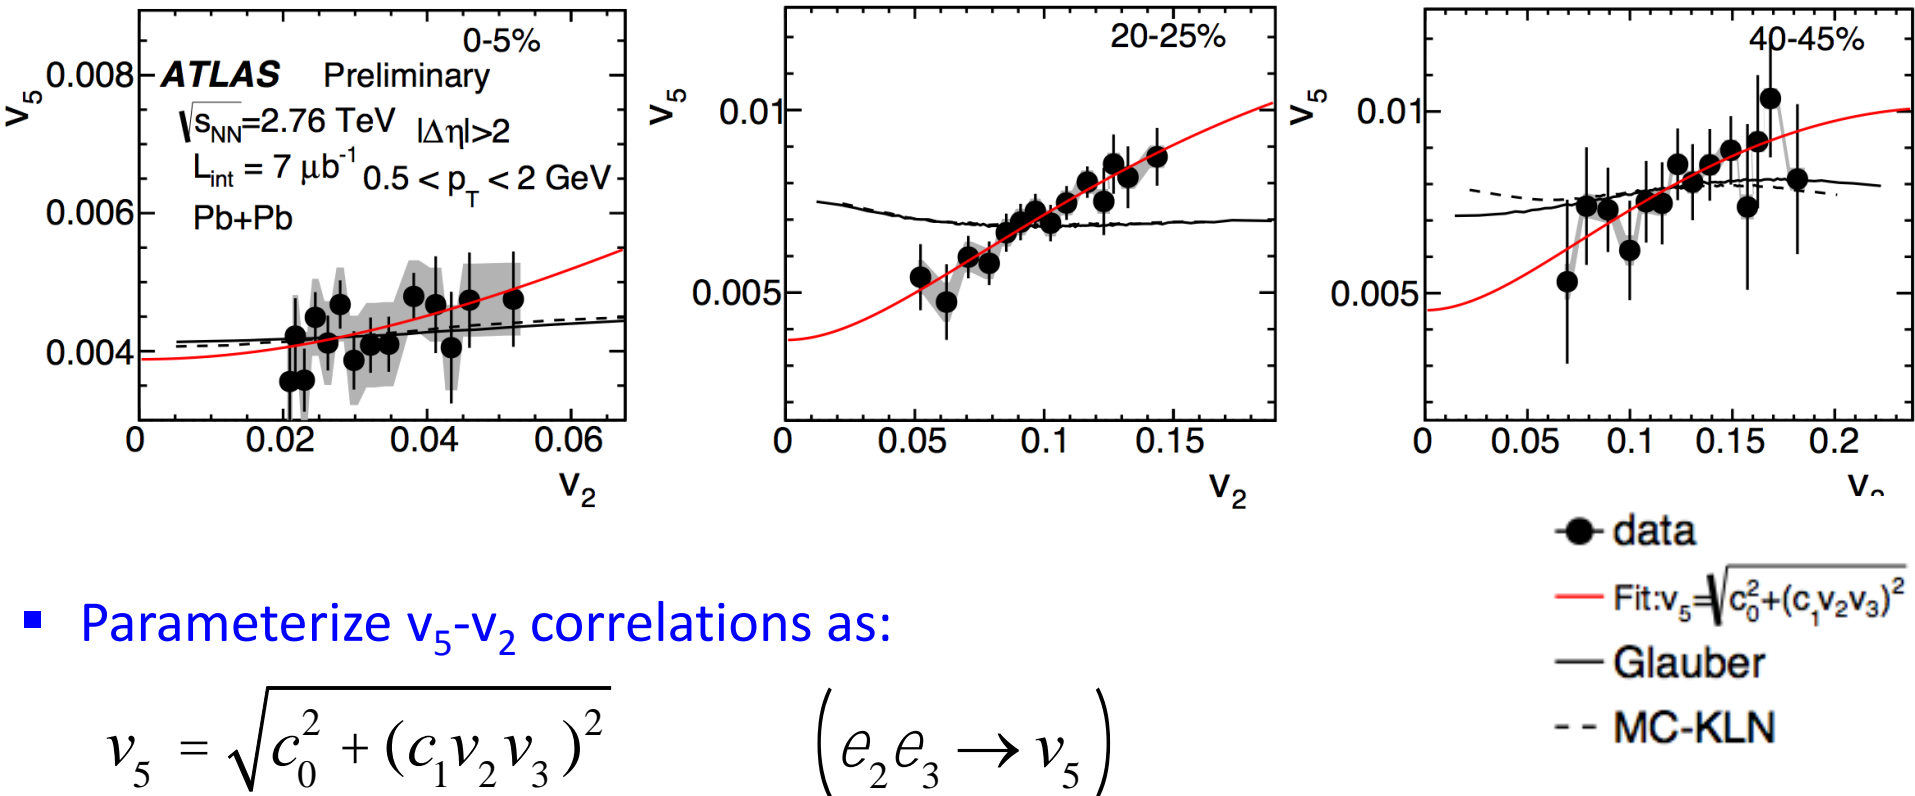 0-5%
ATLAS Preliminary
√s_NN=2.76 TeV |Δη|>2
L_int = 7 μb⁻¹ 0.5 < p_T < 2 GeV
Pb+Pb
v₅
0.008
0.006
0.004
0 0.02 0.04 0.06
v₂
20-25%
v₅
0.01
0.005
0 0.05 0.1 0.15
v₂
40-45%
v₅
0.01
0.005
0 0.05 0.1 0.15 0.2
v₂
data
Fit:v₅=√c₀²+(c₁v₂v₃)²
Glauber
MC-KLN
▪ Parameterize v₅-v₂ correlations as:
v₅ = √c₀² + (c₁v₂v₃)² (e₂e₃ → v₅)